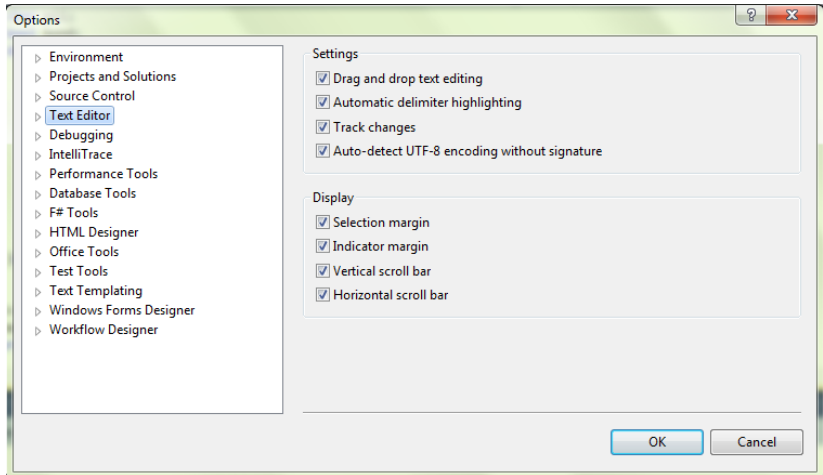 Options
Environment
Projects and Solutions
Source Control
Text Editor
Debugging
IntelliTrace
Performance Tools
Database Tools
F# Tools
HTML Designer
Office Tools
Test Tools
Text Templating
Windows Forms Designer
Workflow Designer
Settings
Drag and drop text editing
Automatic delimiter highlighting
Track changes
Auto-detect UTF-8 encoding without signature
Display
Selection margin
Indicator margin
Vertical scroll bar
Horizontal scroll bar
OK
Cancel